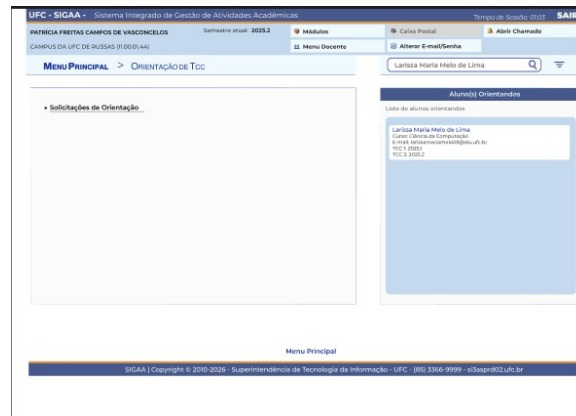 UFC - SIGAA - Sistema Integrado de Gestão de Atividades Acadêmicas
Tempo de Sessão: 01:03 SAIR
PATRÍCIA FREITAS CAMPOS DE VASCONCELOS
Semestre atual: 2025.2
Módulos
Caixa Postal
Abrir Chamado
CAMPUS DA UFC DE RUSSAS (11.00.01.44)
Menu Docente
Alterar E-mail/Senha
MENU PRINCIPAL > ORIENTAÇÃO DE TCC
Larissa Maria Melo de Lima
Solicitações de Orientação
Aluno(s) Orientandos
Lista de alunos orientandos
Larissa Maria Melo de Lima
Curso: Ciência da Computação
E-mail:
TCC 1: 2025.1
TCC 2: 2025.2
Menu Principal
SIGAA | Copyright © 2010-2026 - Superintendência de Tecnologia da Informação - UFC - (85) 3366-9999 - si3asprd02.ufc.br